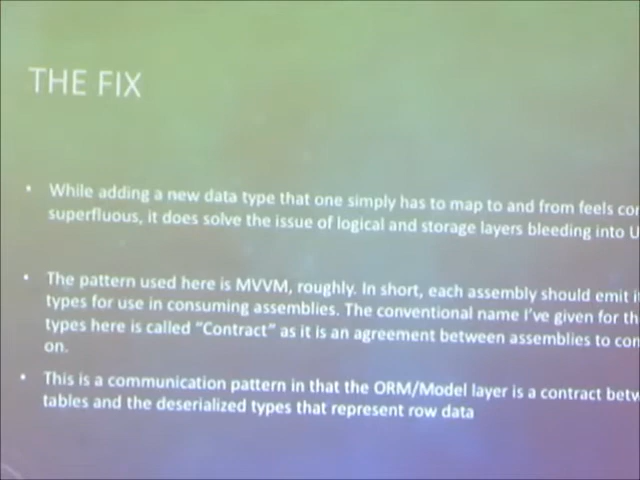 THE FIX
• While adding a new data type that one simply has to map to and from feels
superfluous, it does solve the issue of logical and storage layers bleeding into
• The pattern used here is MVVM, roughly. In short, each assembly should emit
types for use in consuming assemblies. The conventional name I've given for
types here is called "Contract" as it is an agreement between assemblies to
on.
• This is a communication pattern in that the ORM/Model layer is a contract
tables and the deserialized types that represent row data